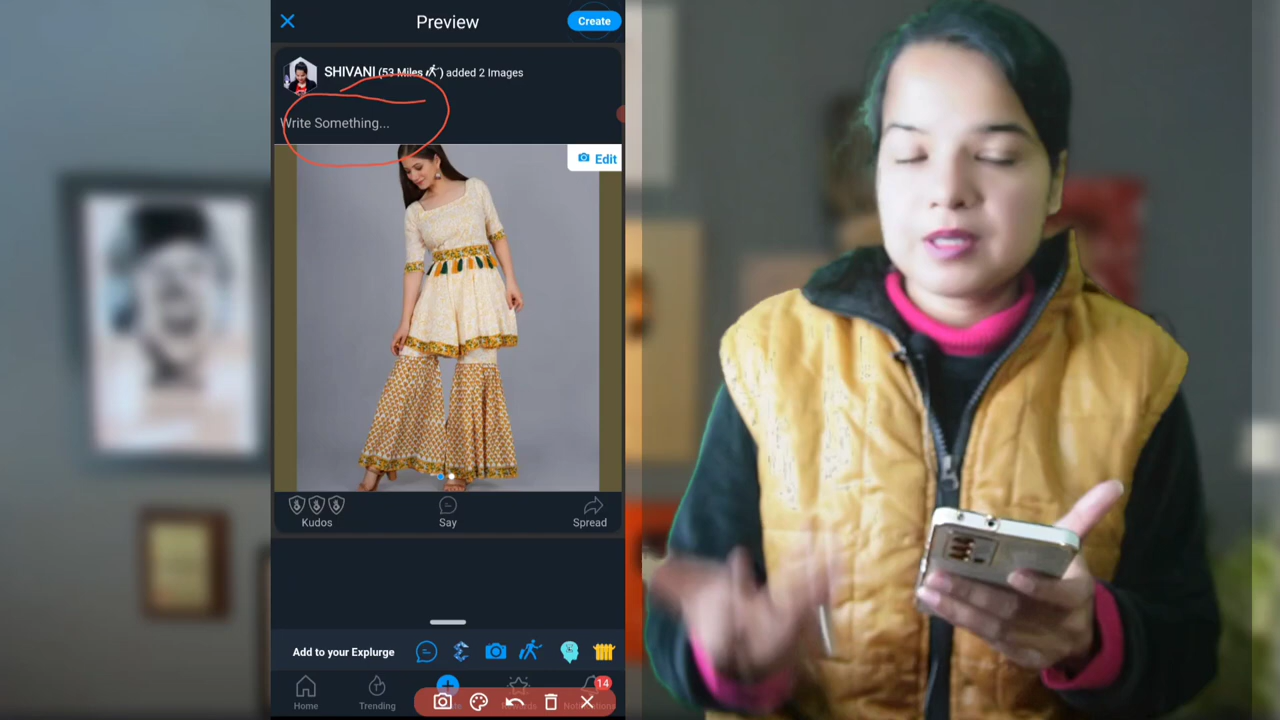 Preview
Create
SHIVANI (53 Miles ) added 2 Images
Write Something...
Edit
Kudos
Say
Spread
Add to your Explurge
Home
Trending
14